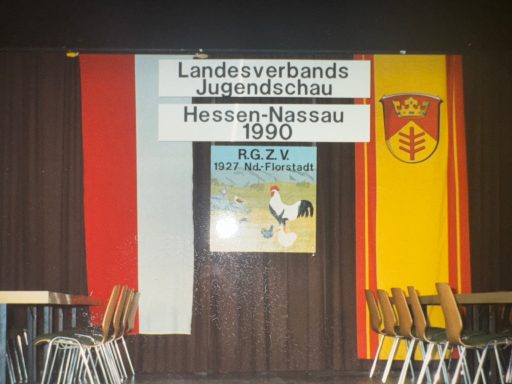 Landesverbands
Jugendschau
Hessen-Nassau
1990
R.G.Z.V.
1927 Nd.-Florstadt